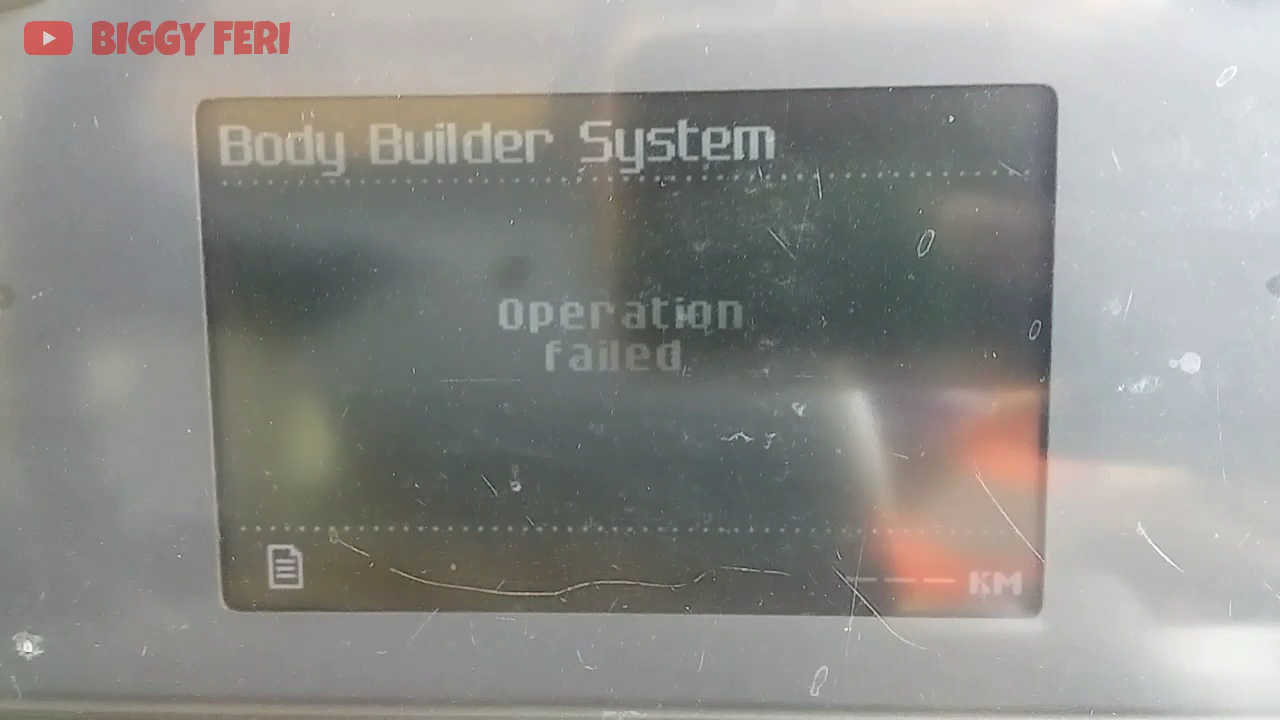 BIGGY FERI
Body Builder System
Operation
failed
--- KM